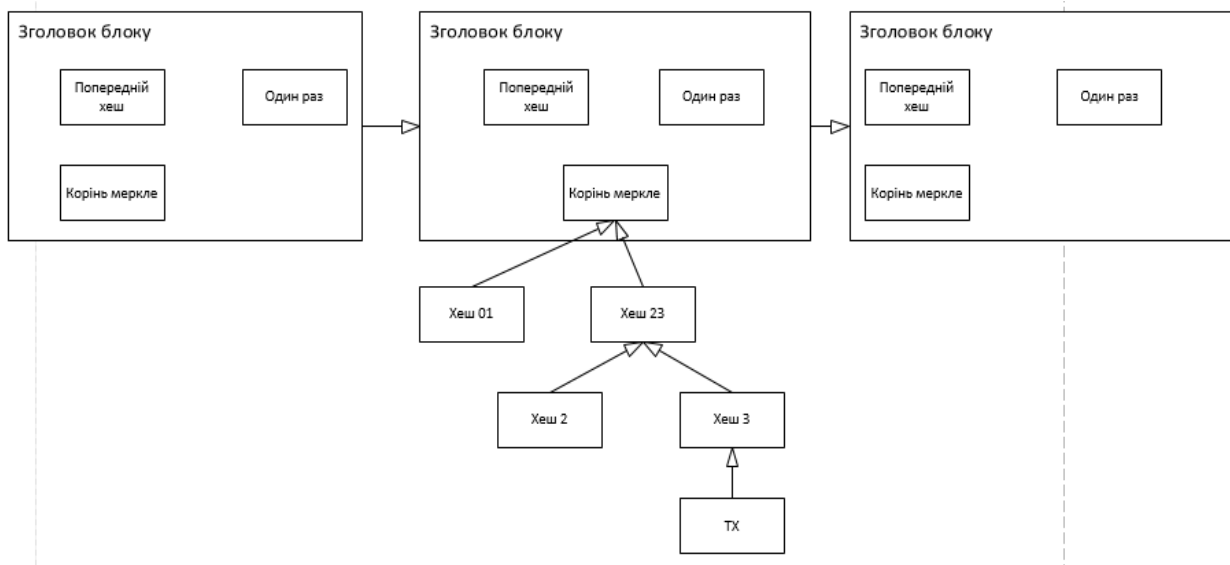 Зголовок блоку
Попередній
хеш
Один раз
Корінь меркле
Зголовок блоку
Попередній
хеш
Один раз
Корінь меркле
Зголовок блоку
Попередній
хеш
Один раз
Корінь меркле
Хеш 01
Хеш 23
Хеш 2
Хеш 3
ТХ